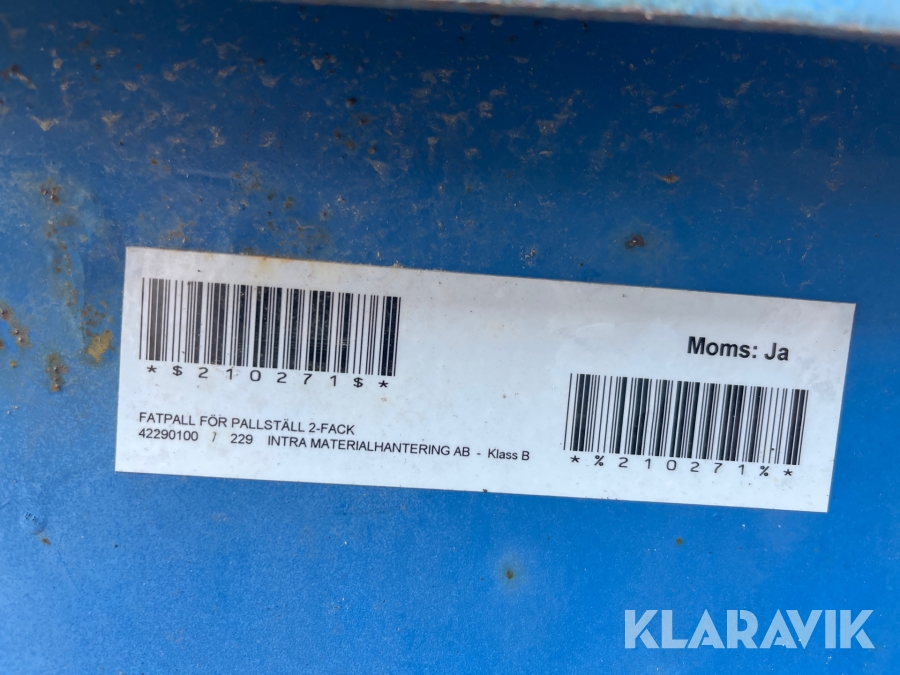 *$210271$*
Moms: Ja
*%210271%*
FATPALL FÖR PALLSTÄLL 2-FACK
42290100 / 229 INTRA MATERIALHANTERING AB - Klass B
KLARAVIK